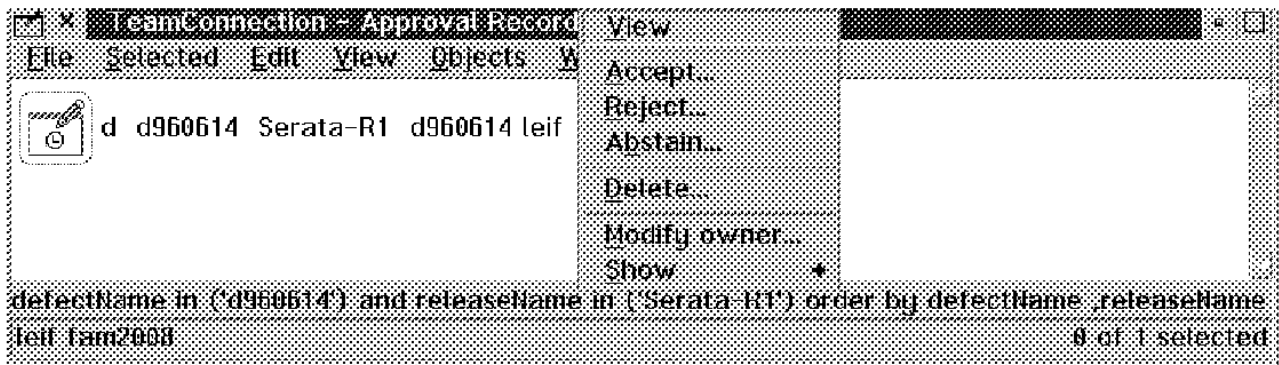 TeamConnection - Approval Record
File Selected Edit View Objects W
d d960614 Serata-R1 d960614 leif
View
Accept...
Reject...
Abstain...
Delete...
Modify owner...
Show
defectName in ('d960614') and releaseName in ('Serata-R1') order by defectName ,releaseName
leif fam2008
0 of 1 selected